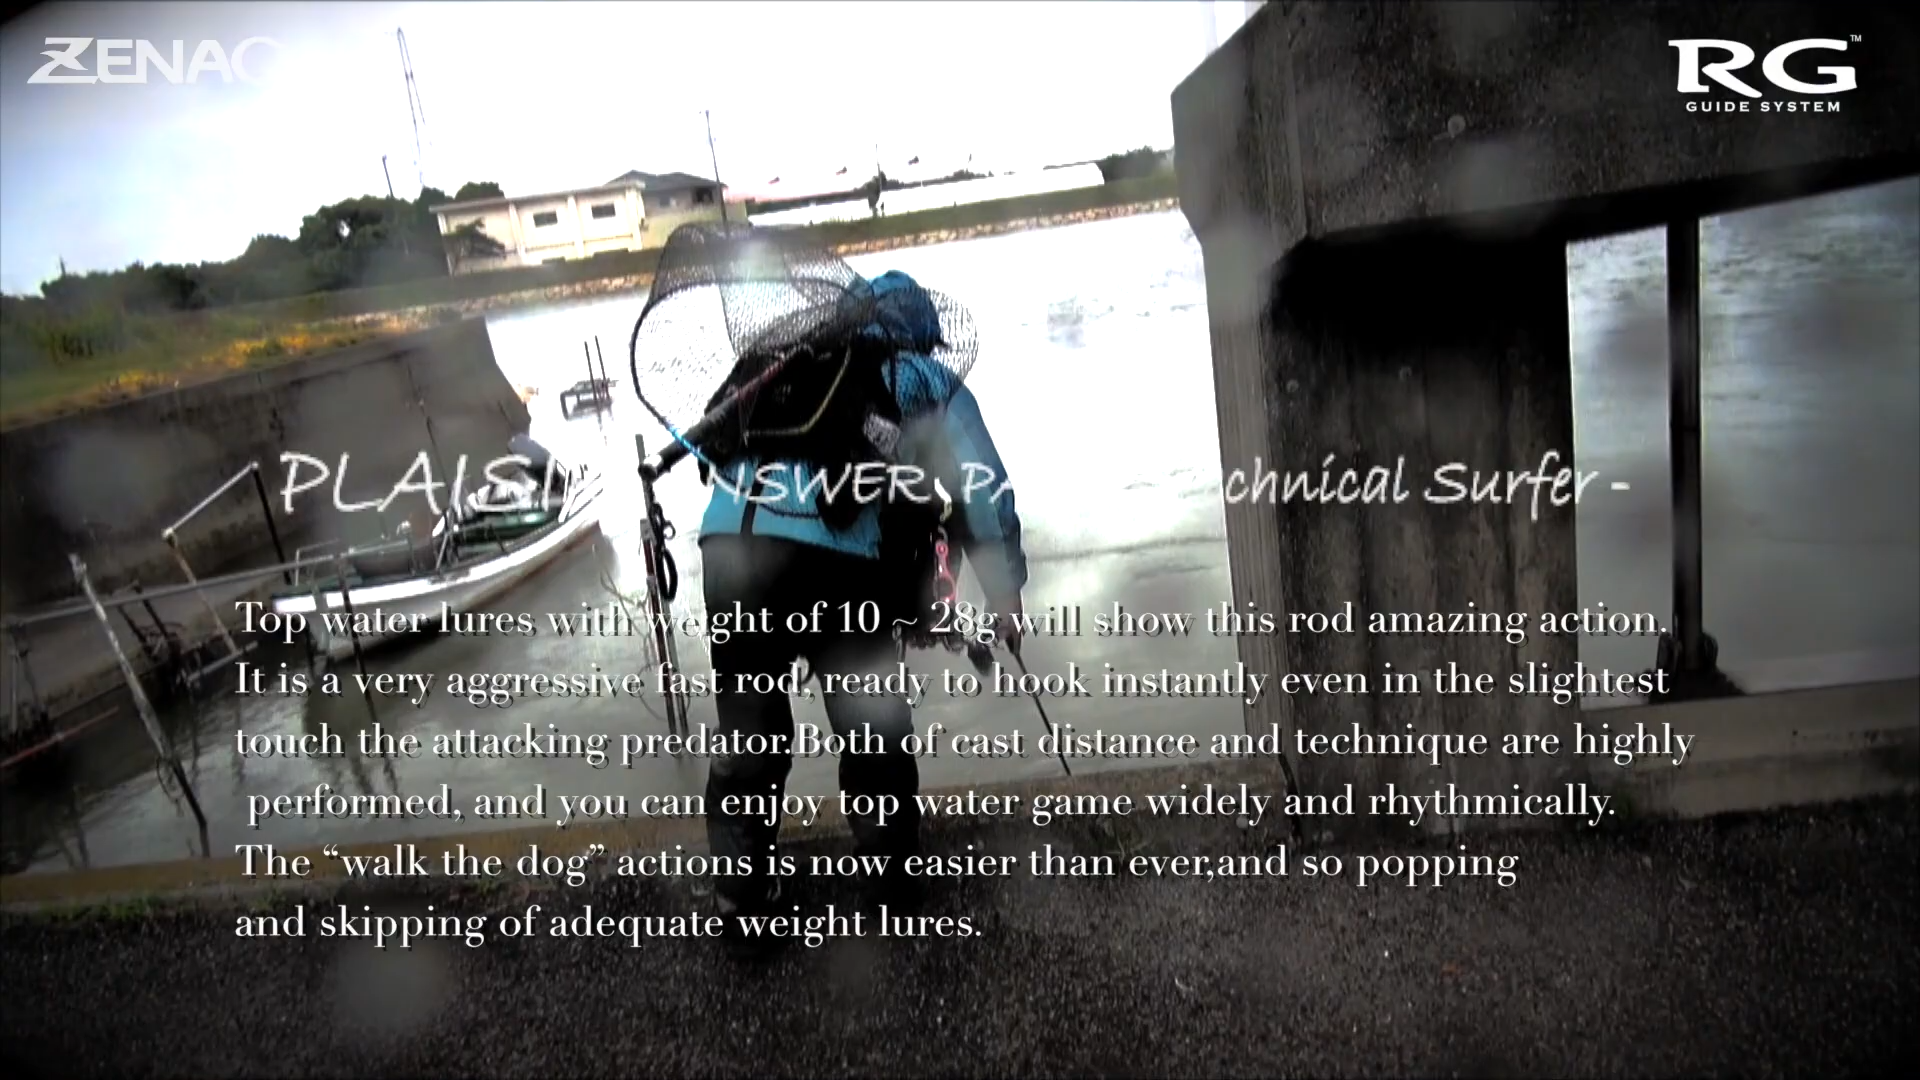 ZENAQ
RG™
GUIDE SYSTEM
PLAISI NSWER PA chnical Surfer -
Top water lures with weight of 10 ~ 28g will show this rod amazing action.
It is a very aggressive fast rod, ready to hook instantly even in the slightest
touch the attacking predator.Both of cast distance and technique are highly
performed, and you can enjoy top water game widely and rhythmically.
The “walk the dog” actions is now easier than ever,and so popping
and skipping of adequate weight lures.